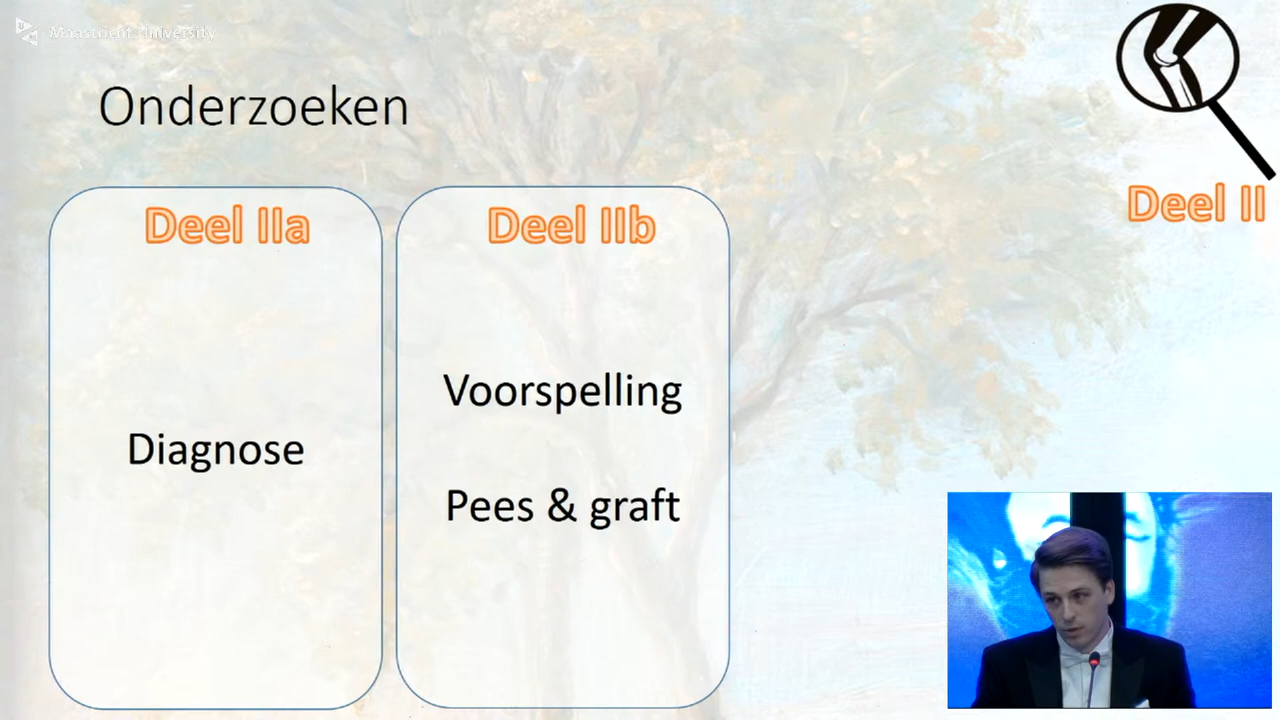 Maastricht University
Onderzoeken
Deel II
Deel IIa
Diagnose
Deel IIb
Voorspelling
Pees & graft